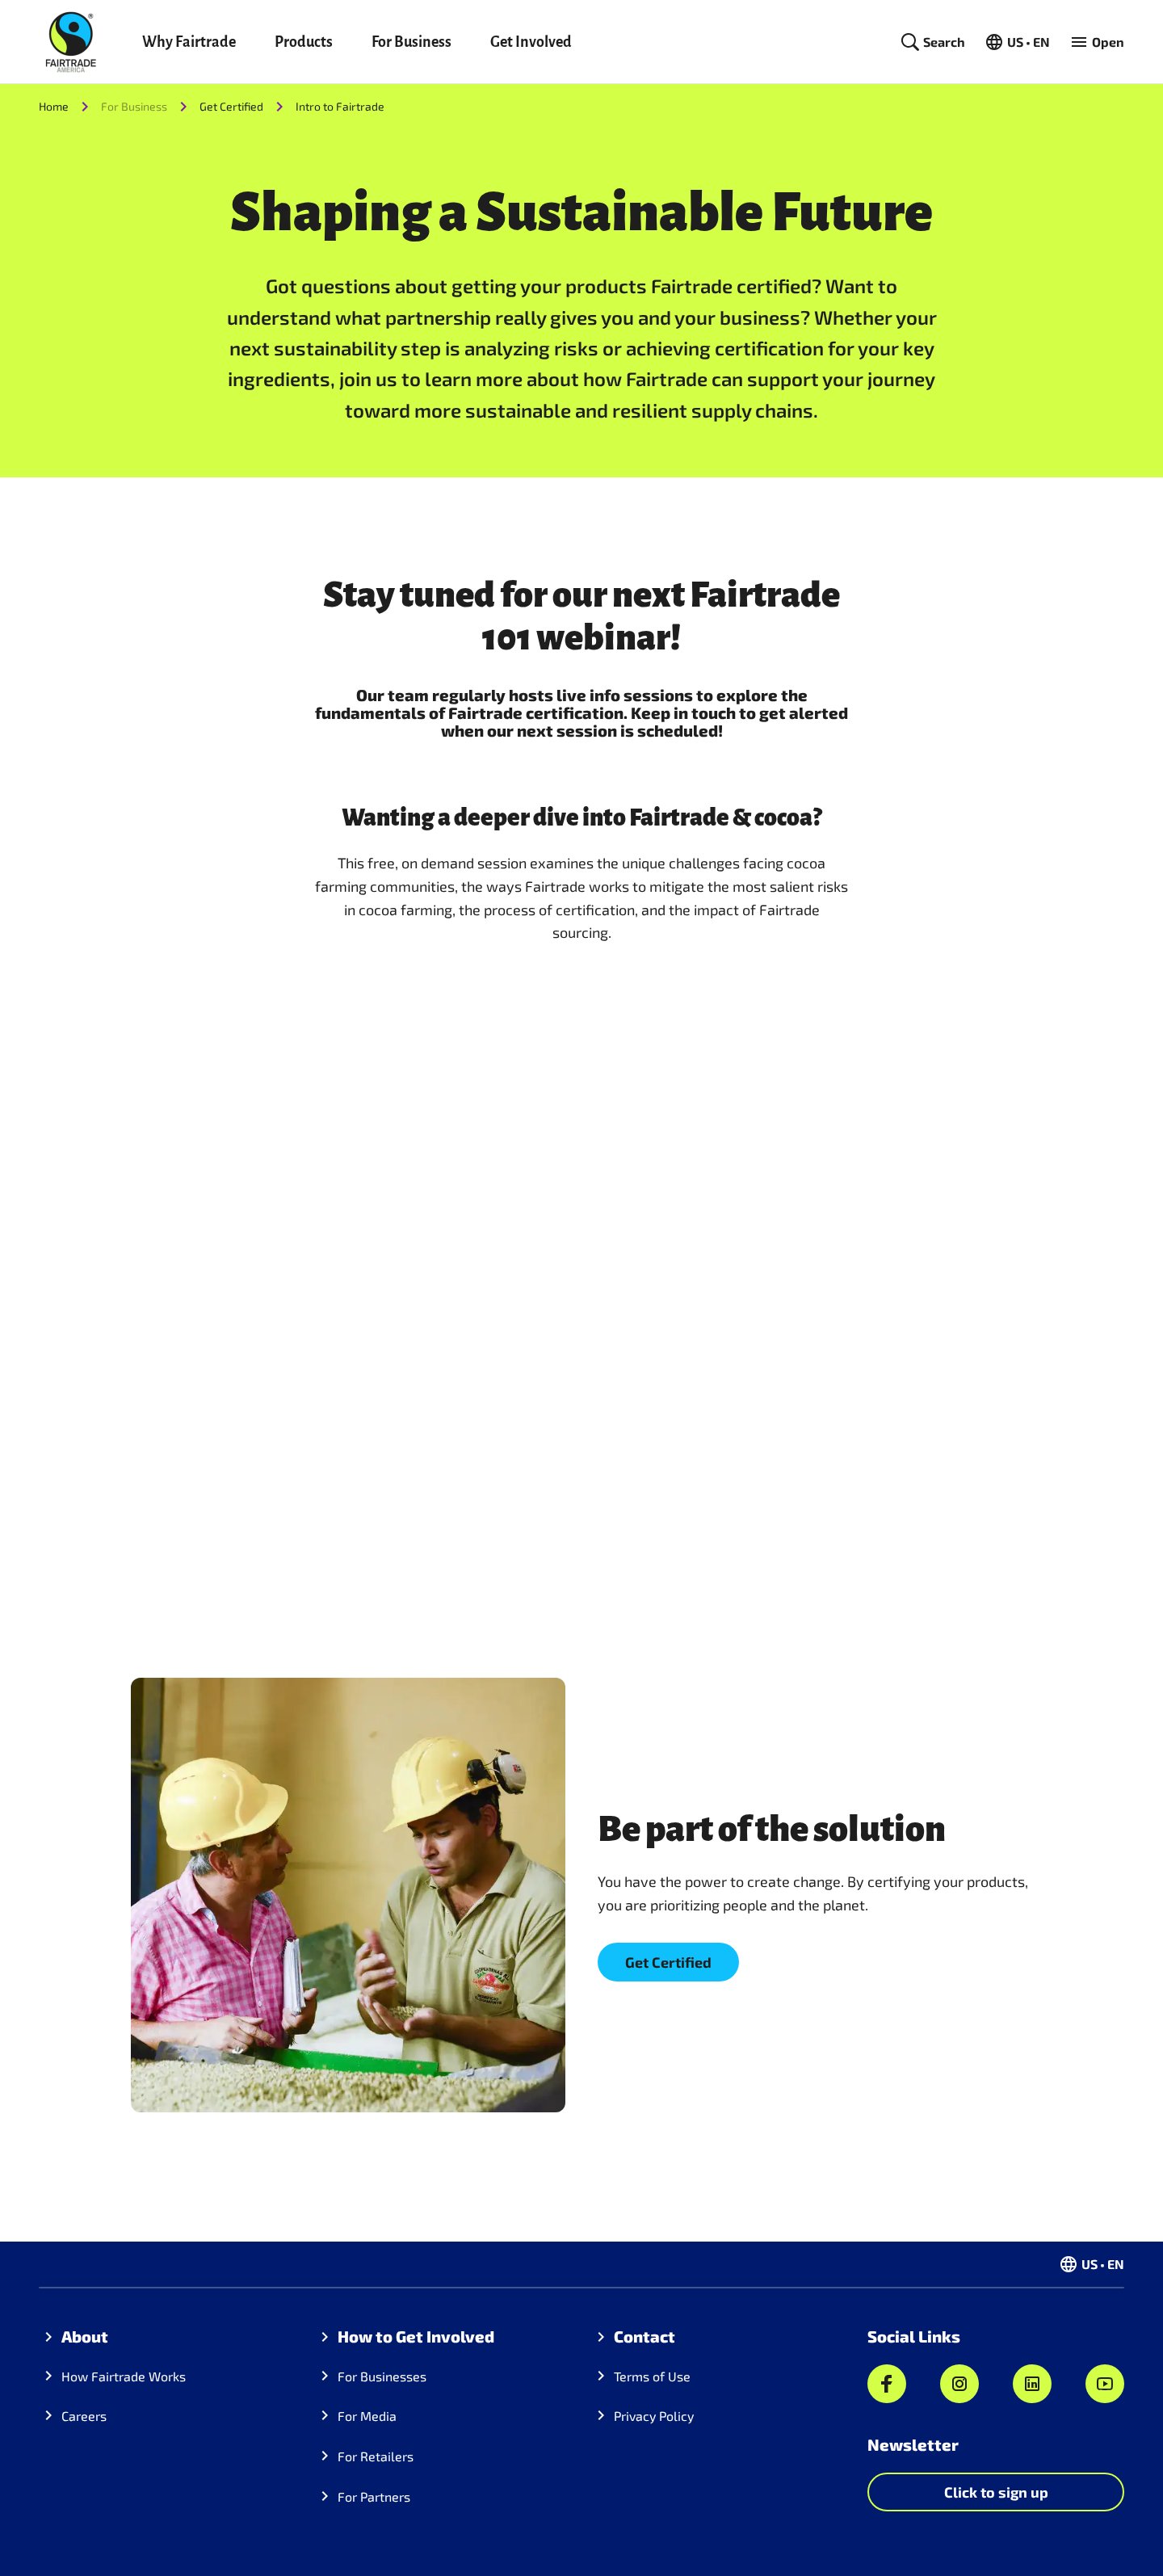 FAIRTRADE
AMERICA
®
Why Fairtrade
Products
For Business
Get Involved
Search
US • EN
Open
Home
For Business
Get Certified
Intro to Fairtrade
Shaping a Sustainable Future
Got questions about getting your products Fairtrade certified? Want to
understand what partnership really gives you and your business? Whether your
next sustainability step is analyzing risks or achieving certification for your key
ingredients, join us to learn more about how Fairtrade can support your journey
toward more sustainable and resilient supply chains.
Stay tuned for our next Fairtrade
101 webinar!
Our team regularly hosts live info sessions to explore the
fundamentals of Fairtrade certification. Keep in touch to get alerted
when our next session is scheduled!
Wanting a deeper dive into Fairtrade & cocoa?
This free, on demand session examines the unique challenges facing cocoa
farming communities, the ways Fairtrade works to mitigate the most salient risks
in cocoa farming, the process of certification, and the impact of Fairtrade
sourcing.
Be part of the solution
You have the power to create change. By certifying your products,
you are prioritizing people and the planet.
Get Certified
US • EN
About
How Fairtrade Works
Careers
How to Get Involved
For Businesses
For Media
For Retailers
For Partners
Contact
Terms of Use
Privacy Policy
Social Links
Newsletter
Click to sign up